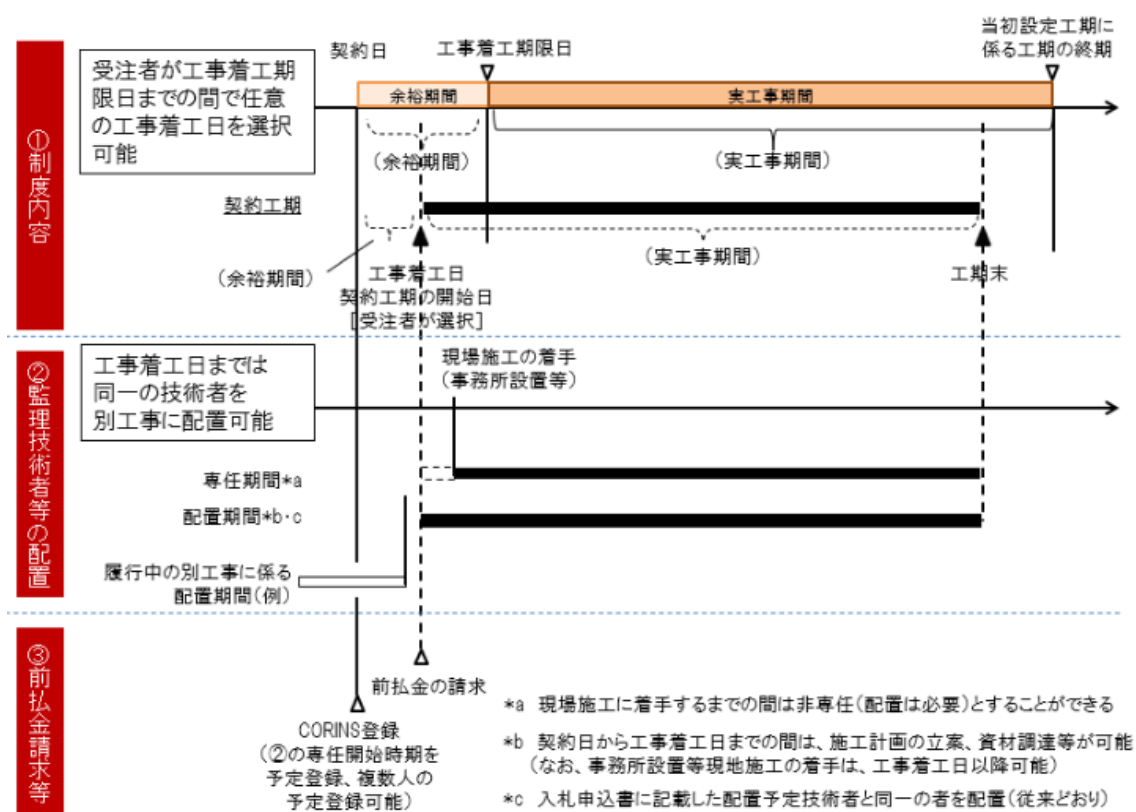 ①制度内容
受注者が工事着工期
限日までの間で任意
の工事着工日を選択
可能
契約日
工事着工期限日
当初設定工期に
係る工期の終期
余裕期間
実工事期間
(余裕期間)
(実工事期間)
契約工期
(余裕期間)
(実工事期間)
工事着工日
契約工期の開始日
[受注者が選択]
工期末
②監理技術者等の配置
工事着工日までは
同一の技術者を
別工事に配置可能
現場施工の着手
(事務所設置等)
専任期間*a
配置期間*b・c
履行中の別工事に係る
配置期間(例)
③前払金請求等
前払金の請求
CORINS登録
(②の専任開始時期を
予定登録、複数人の
予定登録可能)
*a 現場施工に着手するまでの間は非専任(配置は必要)とすることができる
*b 契約日から工事着工日までの間は、施工計画の立案、資材調達等が可能
(なお、事務所設置等現地施工の着手は、工事着工日以降可能)
*c 入札申込書に記載した配置予定技術者と同一の者を配置(従来どおり)